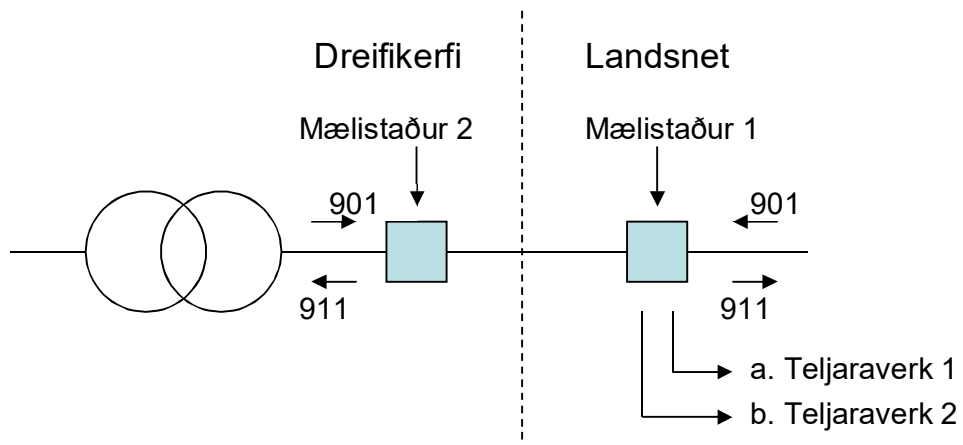 Dreifikerfi
Landsnet
Mælistaður 2
Mælistaður 1
901
901
911
911
a. Teljaraverk 1
b. Teljaraverk 2